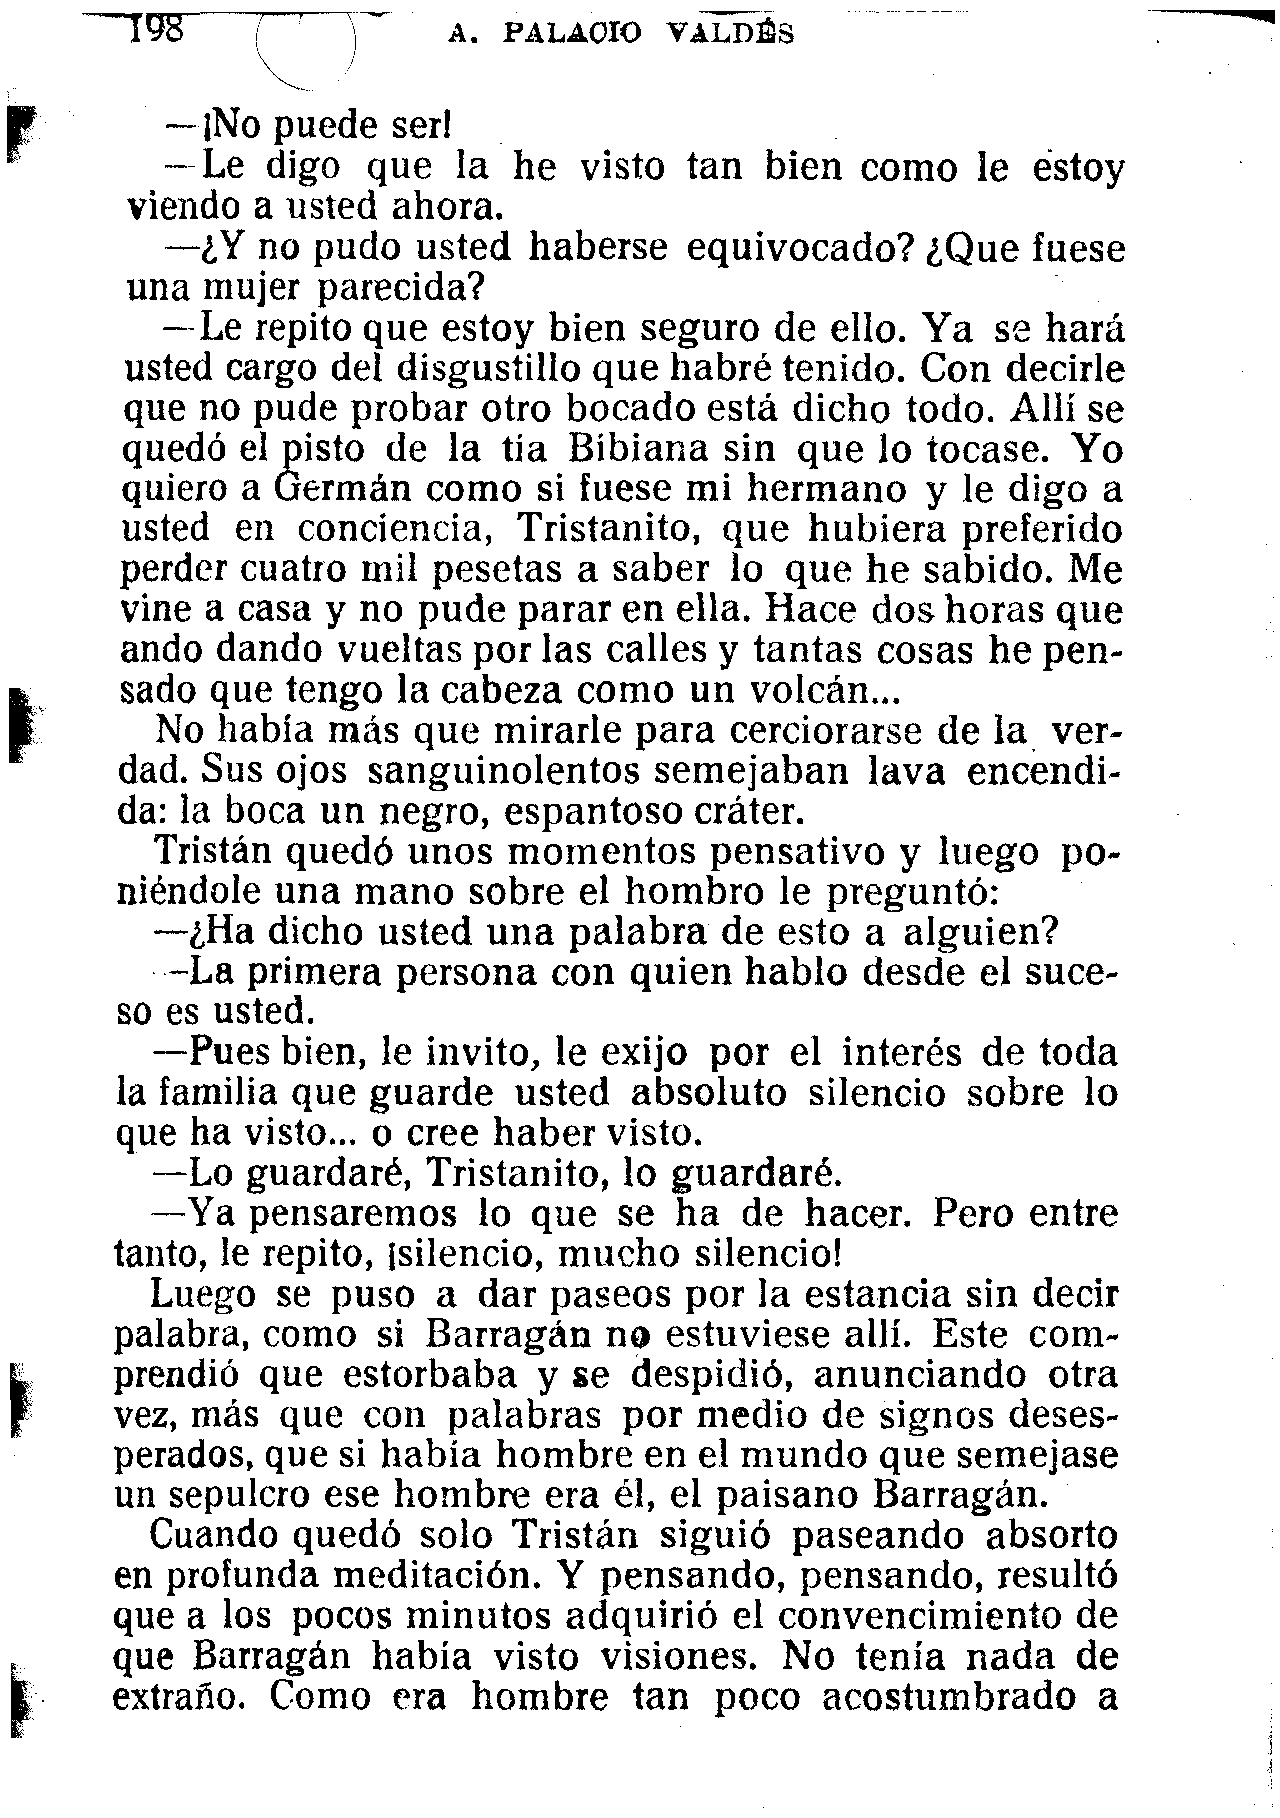 198 A. PALACIO VALDÉS
—¡No puede ser!
—Le digo que la he visto tan bien como le estoy
viendo a usted ahora.
—¿Y no pudo usted haberse equivocado? ¿Que fuese
una mujer parecida?
—Le repito que estoy bien seguro de ello. Ya se hará
usted cargo del disgustillo que habré tenido. Con decirle
que no pude probar otro bocado está dicho todo. Allí se
quedó el pisto de la tía Bibiana sin que lo tocase. Yo
quiero a Germán como si fuese mi hermano y le digo a
usted en conciencia, Tristanito, que hubiera preferido
perder cuatro mil pesetas a saber lo que he sabido. Me
vine a casa y no pude parar en ella. Hace dos horas que
ando dando vueltas por las calles y tantas cosas he pen-
sado que tengo la cabeza como un volcán...
No había más que mirarle para cerciorarse de la ver-
dad. Sus ojos sanguinolentos semejaban lava encendi-
da: la boca un negro, espantoso cráter.
Tristán quedó unos momentos pensativo y luego po-
niéndole una mano sobre el hombro le preguntó:
—¿Ha dicho usted una palabra de esto a alguien?
—La primera persona con quien hablo desde el suce-
so es usted.
—Pues bien, le invito, le exijo por el interés de toda
la familia que guarde usted absoluto silencio sobre lo
que ha visto... o cree haber visto.
—Lo guardaré, Tristanito, lo guardaré.
—Ya pensaremos lo que se ha de hacer. Pero entre
tanto, le repito, ¡silencio, mucho silencio!
Luego se puso a dar paseos por la estancia sin decir
palabra, como si Barragán no estuviese allí. Este com-
prendió que estorbaba y se despidió, anunciando otra
vez, más que con palabras por medio de signos deses-
perados, que si había hombre en el mundo que semejase
un sepulcro ese hombre era él, el paisano Barragán.
Cuando quedó solo Tristán siguió paseando absorto
en profunda meditación. Y pensando, pensando, resultó
que a los pocos minutos adquirió el convencimiento de
que Barragán había visto visiones. No tenía nada de
extraño. Como era hombre tan poco acostumbrado a